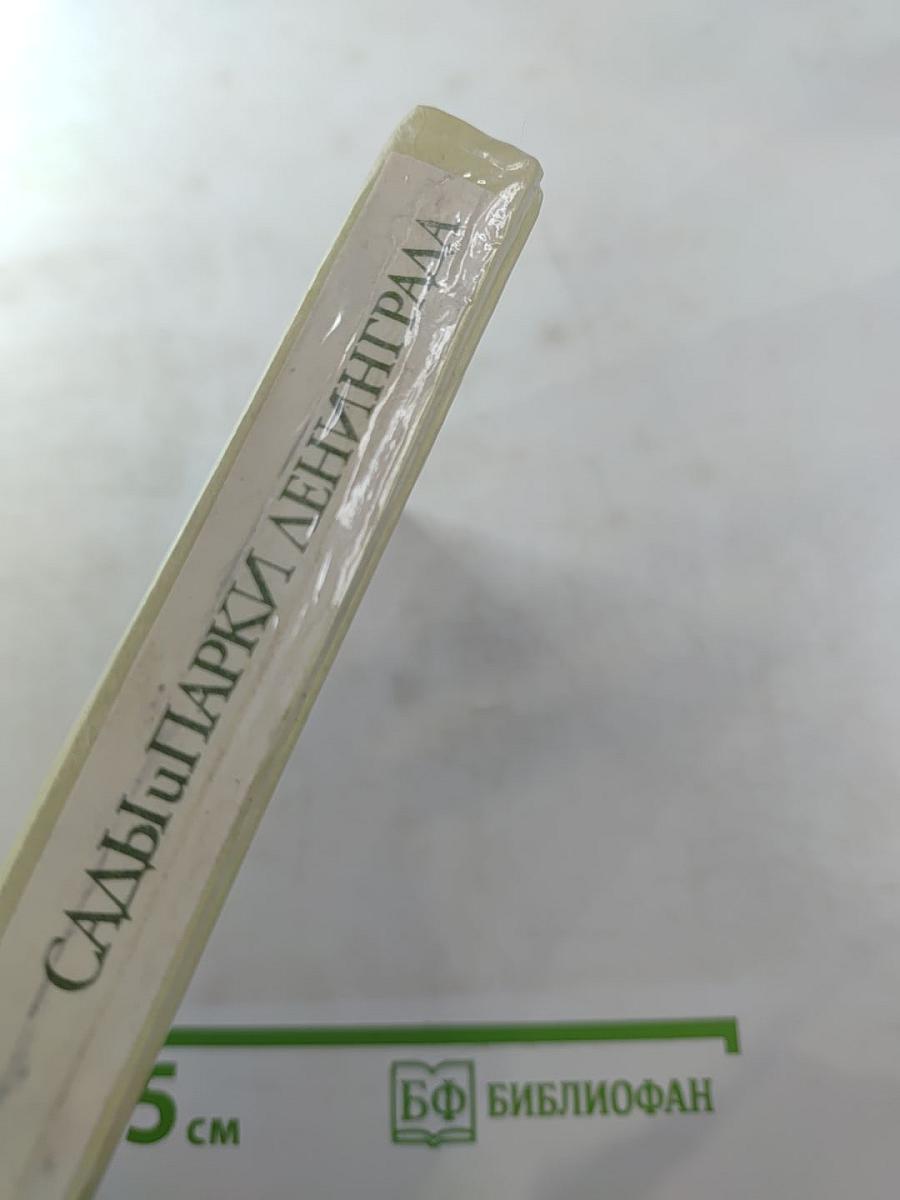 САДЫ и ПАРКИ ЛЕНИНГРАДА
5 см
БФ БИБЛИОФАН